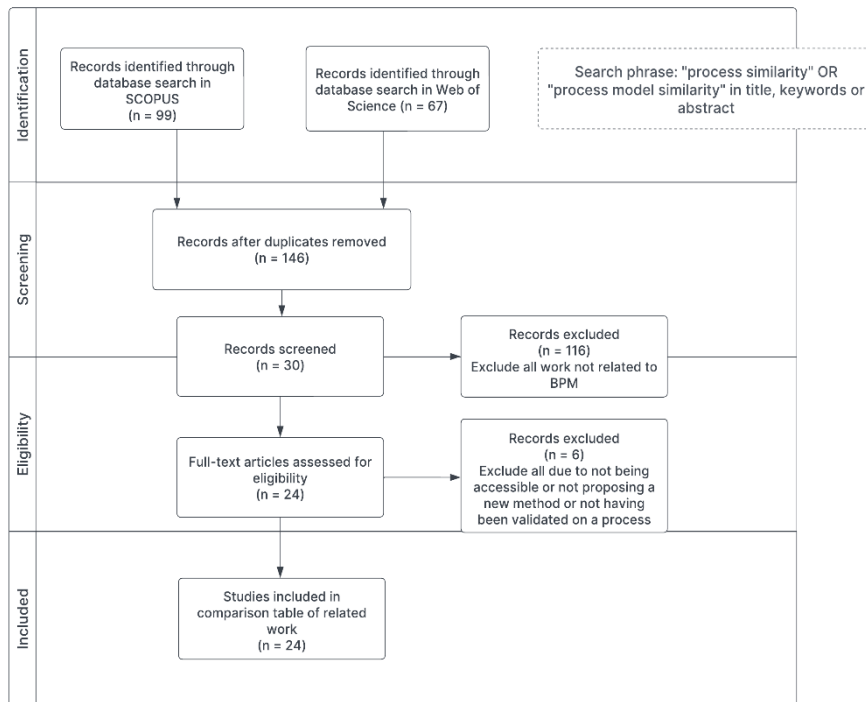 Identification
Records identified through
database search in
SCOPUS
(n = 99)
Records identified through
database search in Web of
Science (n = 67)
Search phrase: "process similarity" OR
"process model similarity" in title, keywords or
abstract
Screening
Records after duplicates removed
(n = 146)
Records screened
(n = 30)
Records excluded
(n = 116)
Exclude all work not related to
BPM
Eligibility
Full-text articles assessed for
eligibility
(n = 24)
Records excluded
(n = 6)
Exclude all due to not being
accessible or not proposing a
new method or not having
been validated on a process
Included
Studies included in
comparison table of related
work
(n = 24)